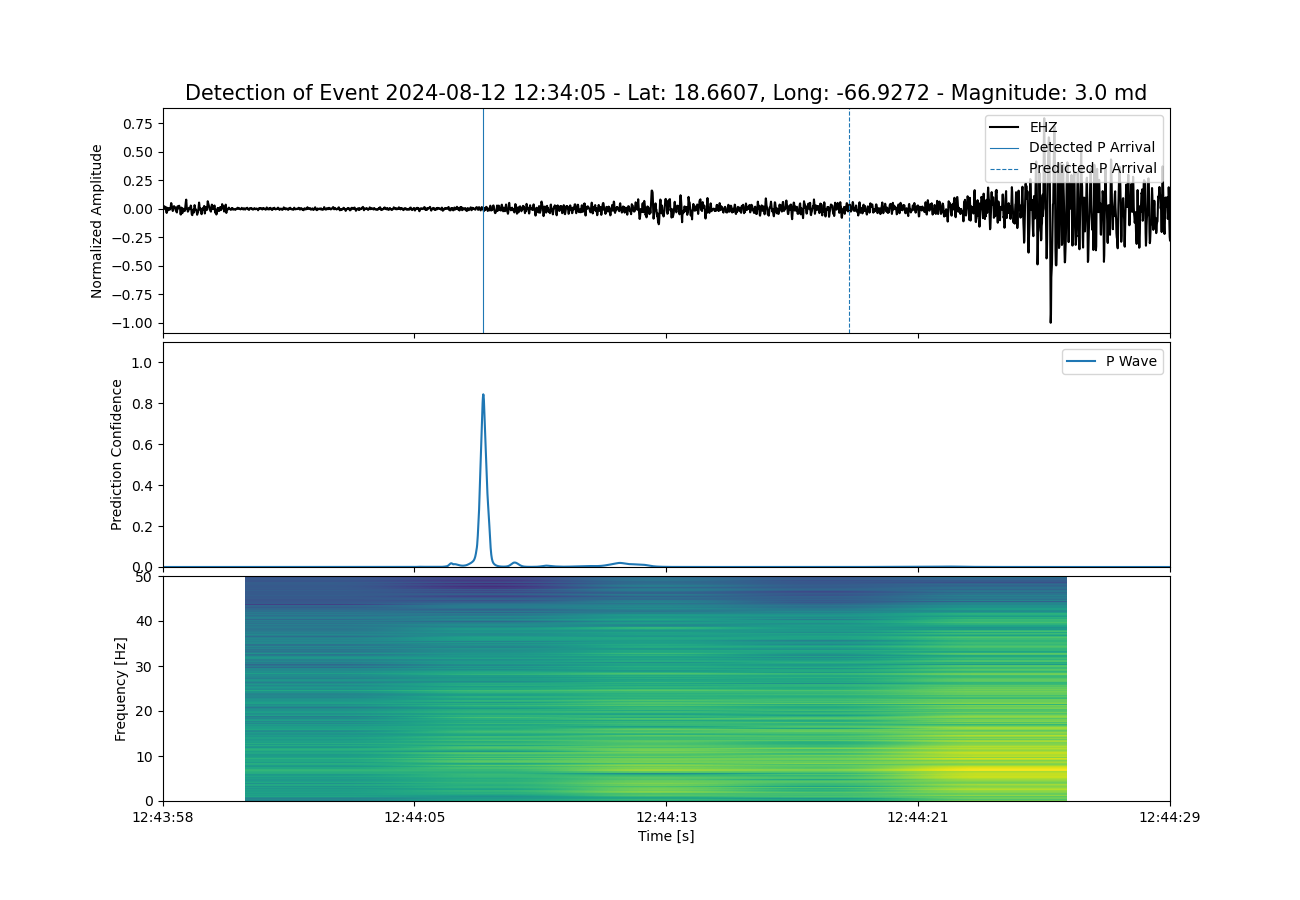 Detection of Event 2024-08-12 12:34:05 - Lat: 18.6607, Long: -66.9272 - Magnitude: 3.0 md
EHZ
Detected P Arrival
Predicted P Arrival
0.75
0.50
0.25
0.00
−0.25
−0.50
−0.75
−1.00
Normalized Amplitude
P Wave
1.0
0.8
0.6
0.4
0.2
0.0
Prediction Confidence
50
40
30
20
10
0
Frequency [Hz]
12:43:58
12:44:05
12:44:13
12:44:21
12:44:29
Time [s]